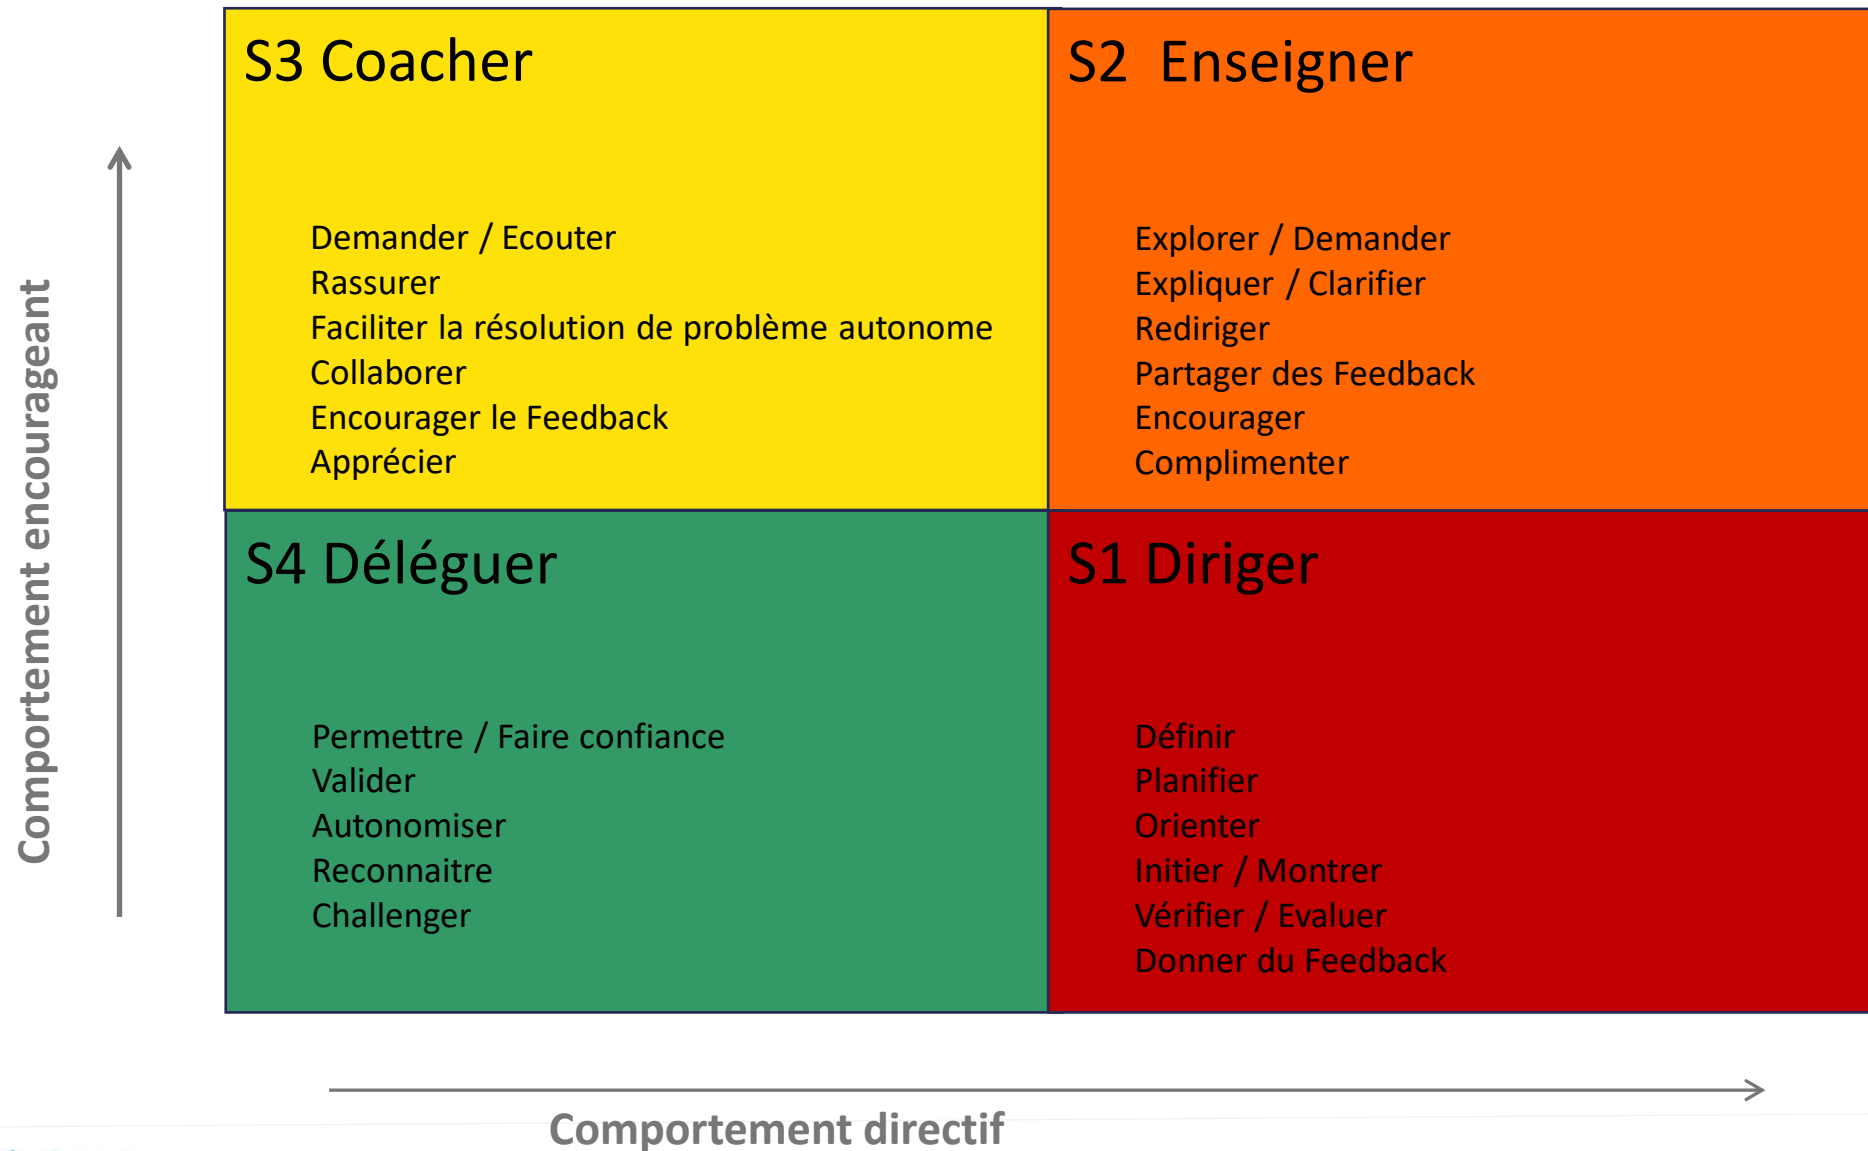 S3 Coacher
Demander / Ecouter
Rassurer
Faciliter la résolution de problème autonome
Collaborer
Encourager le Feedback
Apprécier
S2 Enseigner
Explorer / Demander
Expliquer / Clarifier
Rediriger
Partager des Feedback
Encourager
Complimenter
S4 Déléguer
Permettre / Faire confiance
Valider
Autonomiser
Reconnaitre
Challenger
S1 Diriger
Définir
Planifier
Orienter
Initier / Montrer
Vérifier / Evaluer
Donner du Feedback
Comportement encourageant
Comportement directif